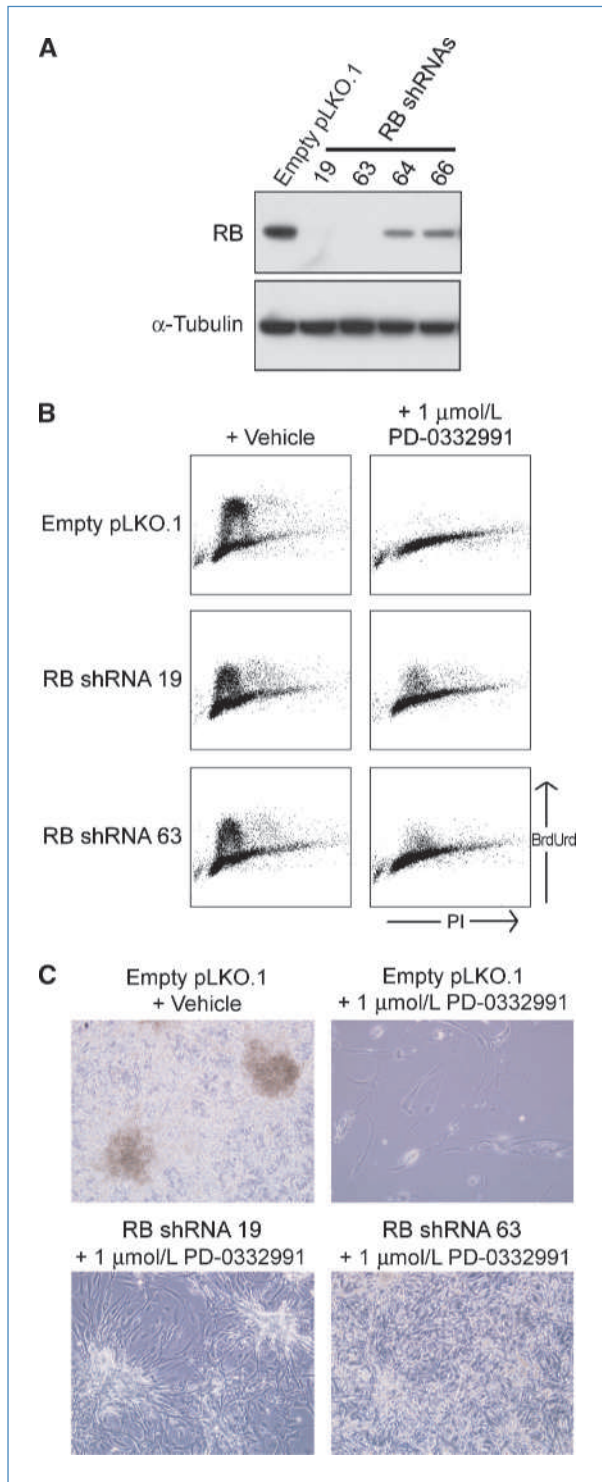 A
Empty pLKO.1
RB shRNAs
19
63
64
66
RB
α-Tubulin
B
+ Vehicle
+ 1 μmol/L
PD-0332991
Empty pLKO.1
RB shRNA 19
RB shRNA 63
BrdUrd
PI
C
Empty pLKO.1
+ Vehicle
Empty pLKO.1
+ 1 μmol/L PD-0332991
RB shRNA 19
+ 1 μmol/L PD-0332991
RB shRNA 63
+ 1 μmol/L PD-0332991